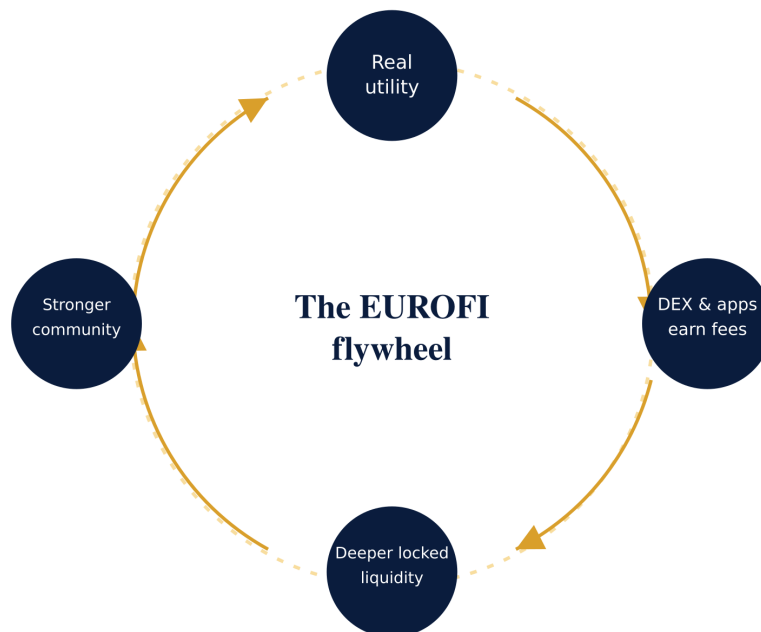 Real
utility
Stronger
community
The EUROFI
flywheel
DEX & apps
earn fees
Deeper locked
liquidity